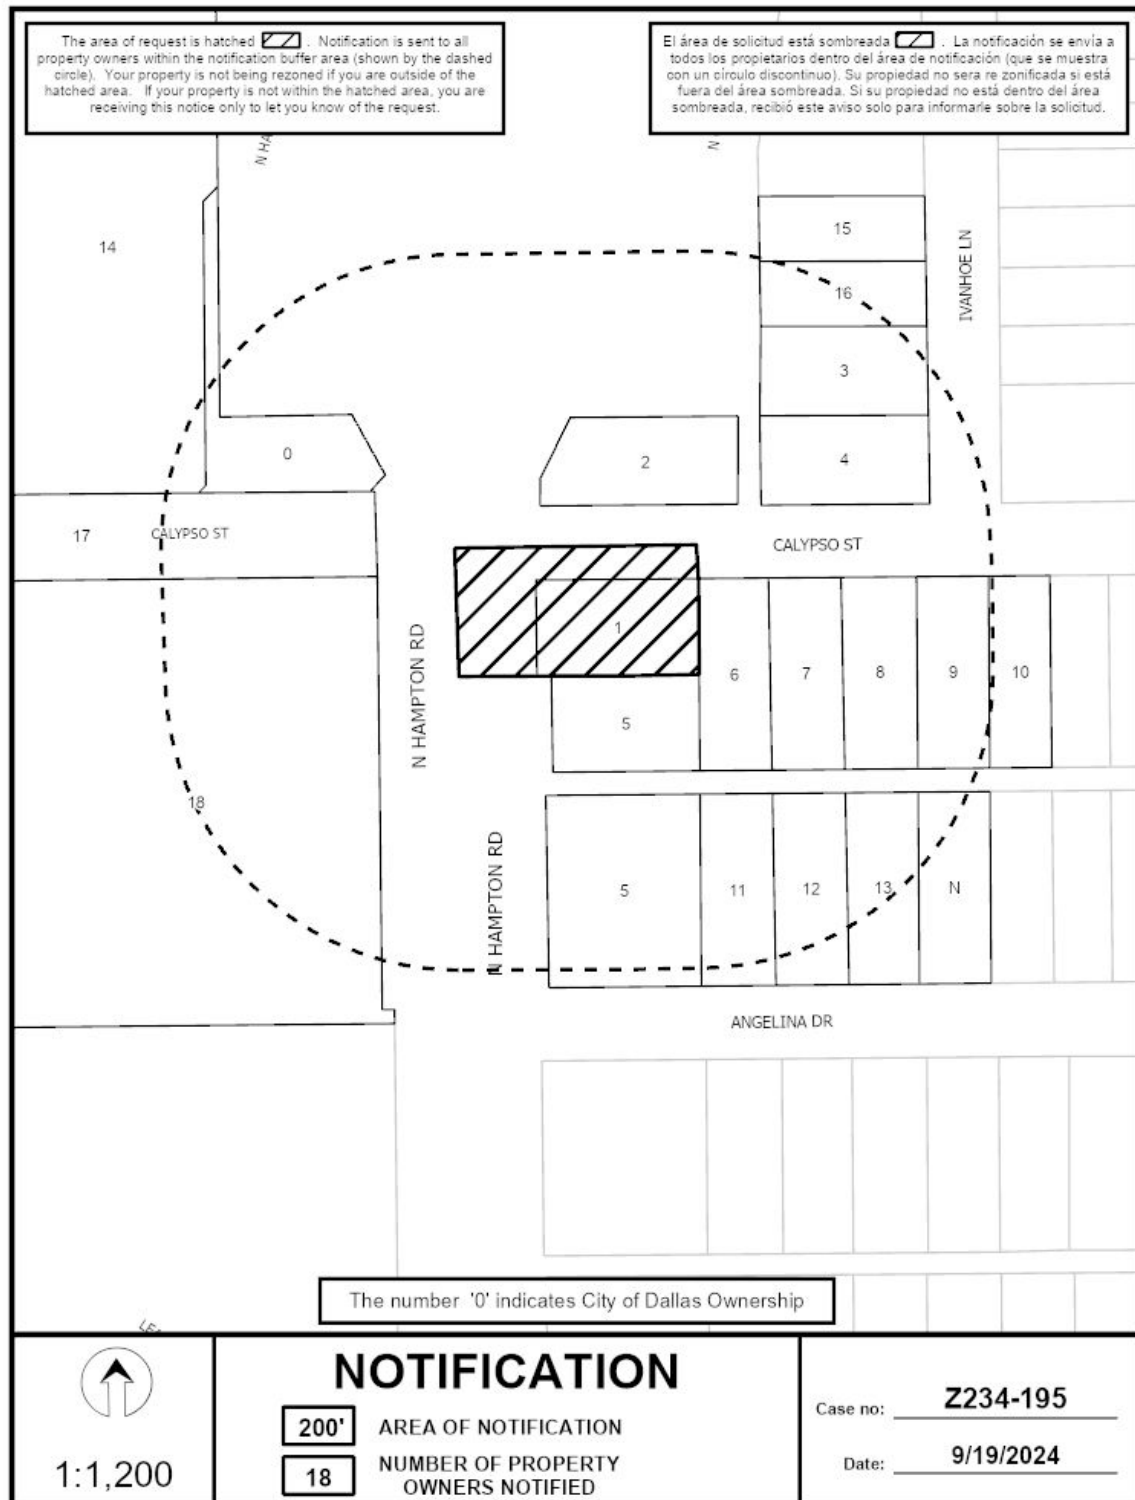 The area of request is hatched . Notification is sent to all
property owners within the notification buffer area (shown by the dashed
circle). Your property is not being rezoned if you are outside of the
hatched area. If your property is not within the hatched area, you are
receiving this notice only to let you know of the request.
El área de solicitud está sombreada . La notificación se envía a
todos los propietarios dentro del área de notificación (que se muestra
con un círculo discontinuo). Su propiedad no sera re zonificada si está
fuera del área sombreada. Si su propiedad no está dentro del área
sombreada, recibió este aviso solo para informarle sobre la solicitud.
15
14
IVANHOE LN
16
3
0
2
4
17
CALYPSO ST
CALYPSO ST
1
N HAMPTON RD
6
7
8
9
10
5
18
N HAMPTON RD
5
11
12
13
N
ANGELINA DR
The number '0' indicates City of Dallas Ownership
1:1,200
NOTIFICATION
200' AREA OF NOTIFICATION
18 NUMBER OF PROPERTY
OWNERS NOTIFIED
Case no: Z234-195
Date: 9/19/2024